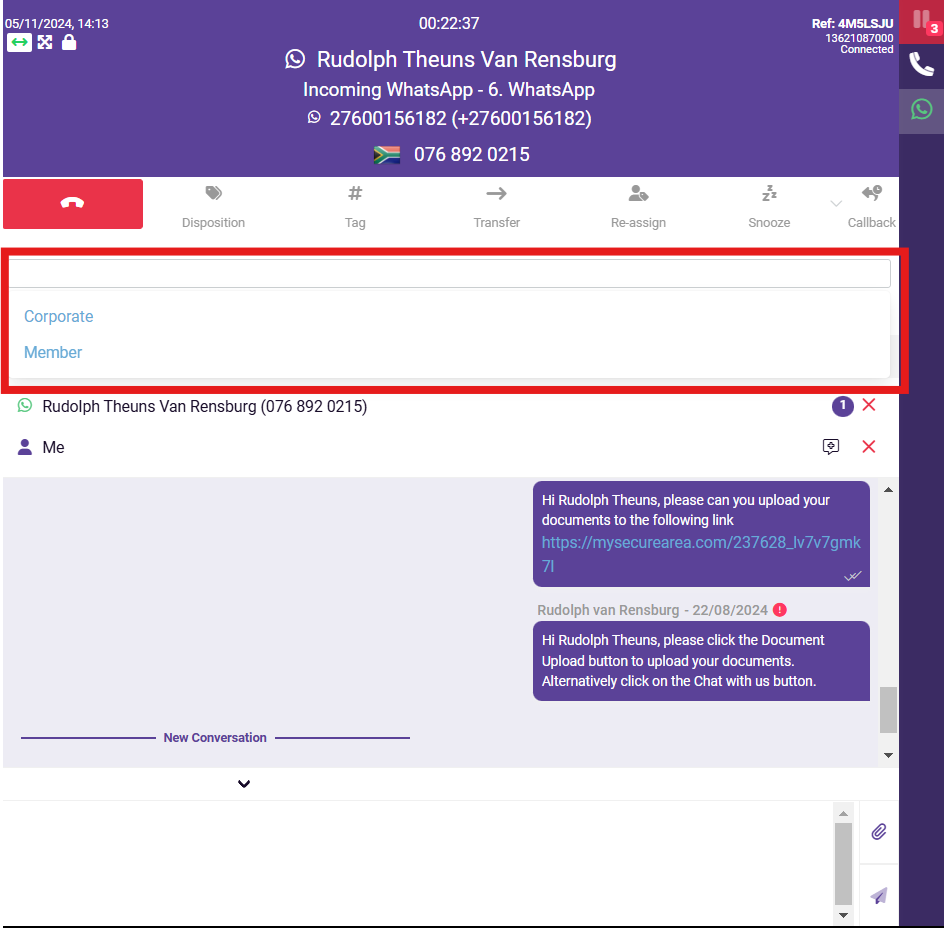 05/11/2024, 14:13
00:22:37
Ref: 4M5LSJU
13621087000
Connected
3
Rudolph Theuns Van Rensburg
Incoming WhatsApp - 6. WhatsApp
27600156182 (+27600156182)
076 892 0215
Disposition
Tag
Transfer
Re-assign
Snooze
Callback
Corporate
Member
Rudolph Theuns Van Rensburg (076 892 0215)
1
Me
Hi Rudolph Theuns, please can you upload your
documents to the following link
https://mysecurearea.com/237628_lv7v7gmk
7l
Rudolph van Rensburg - 22/08/2024
Hi Rudolph Theuns, please click the Document
Upload button to upload your documents.
Alternatively click on the Chat with us button.
New Conversation